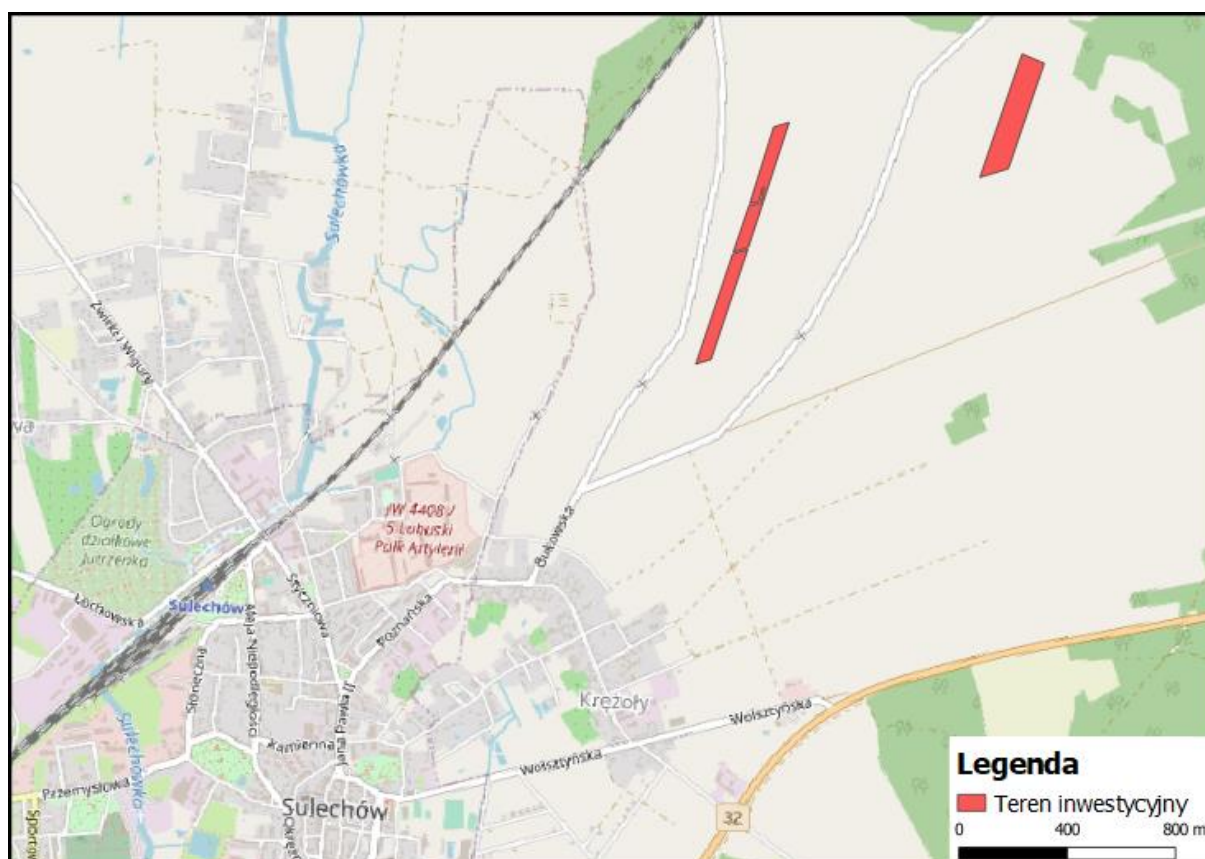 Sulechówka
Zwirki i Wigury
Bukowska
JW 4408 /
5 Lubuski
Pułk Artylerii
Ogrody
działkowe
Jutrzenka
Łochowska
Sulechów
Styczniowa
Poznańska
Słoneczna
Maja Niepodległości
Jana Pawła II
Kamienna
Krężoły
Wolsztyńska
Wolsztyńska
Przemysłowa
Sulechówka
Sulechów
32
Legenda
Teren inwestycyjny
0 400 800 m